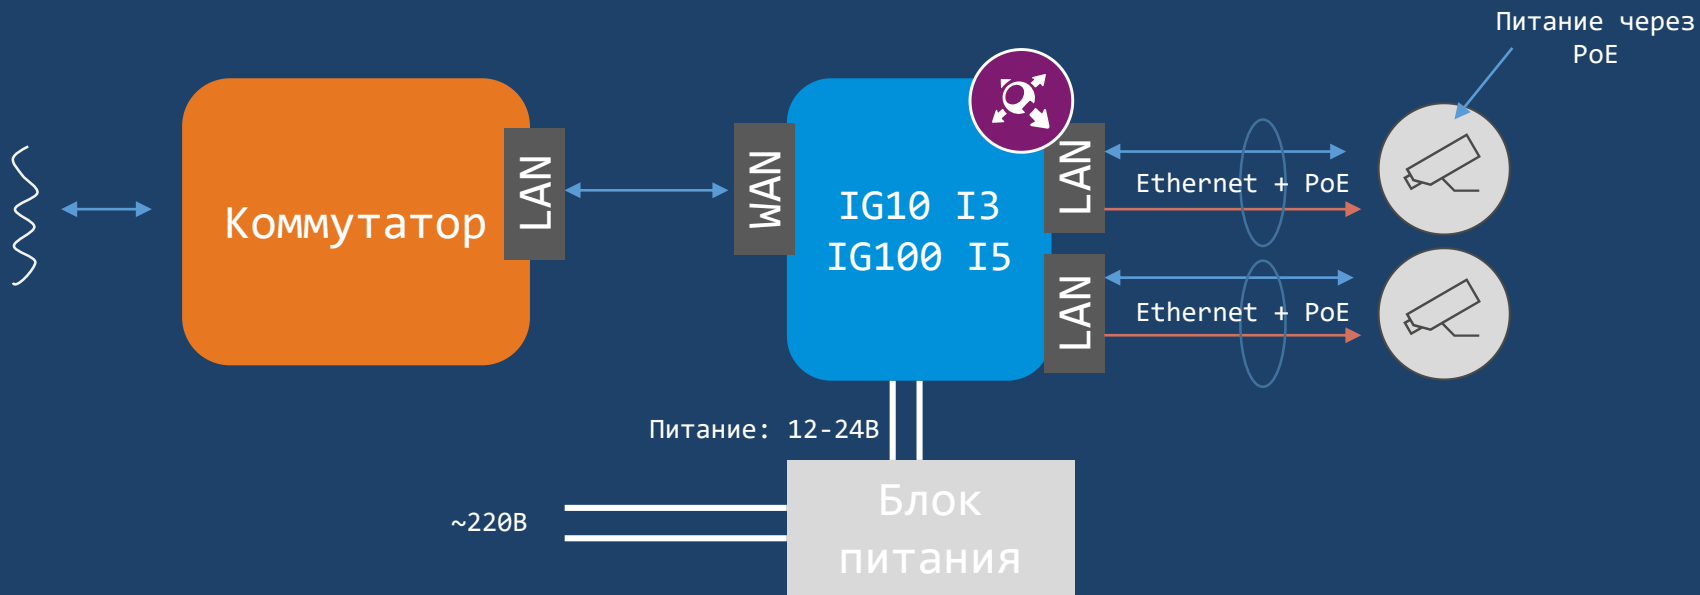 Питание через
PoE
Коммутатор
LAN
WAN
IG10 I3
IG100 I5
LAN
Ethernet + PoE
LAN
Ethernet + PoE
Питание: 12-24В
~220В
Блок
питания